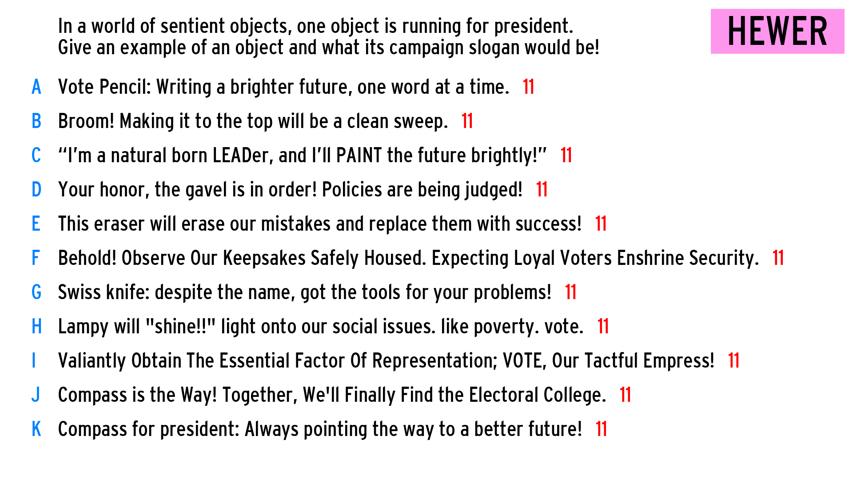 In a world of sentient objects, one object is running for president.
Give an example of an object and what its campaign slogan would be!
HEWER
A Vote Pencil: Writing a brighter future, one word at a time. 11
B Broom! Making it to the top will be a clean sweep. 11
C “I’m a natural born LEADer, and I’ll PAINT the future brightly!” 11
D Your honor, the gavel is in order! Policies are being judged! 11
E This eraser will erase our mistakes and replace them with success! 11
F Behold! Observe Our Keepsakes Safely Housed. Expecting Loyal Voters Enshrine Security. 11
G Swiss knife: despite the name, got the tools for your problems! 11
H Lampy will "shine!!" light onto our social issues. like poverty. vote. 11
I Valiantly Obtain The Essential Factor Of Representation; VOTE, Our Tactful Empress! 11
J Compass is the Way! Together, We'll Finally Find the Electoral College. 11
K Compass for president: Always pointing the way to a better future! 11